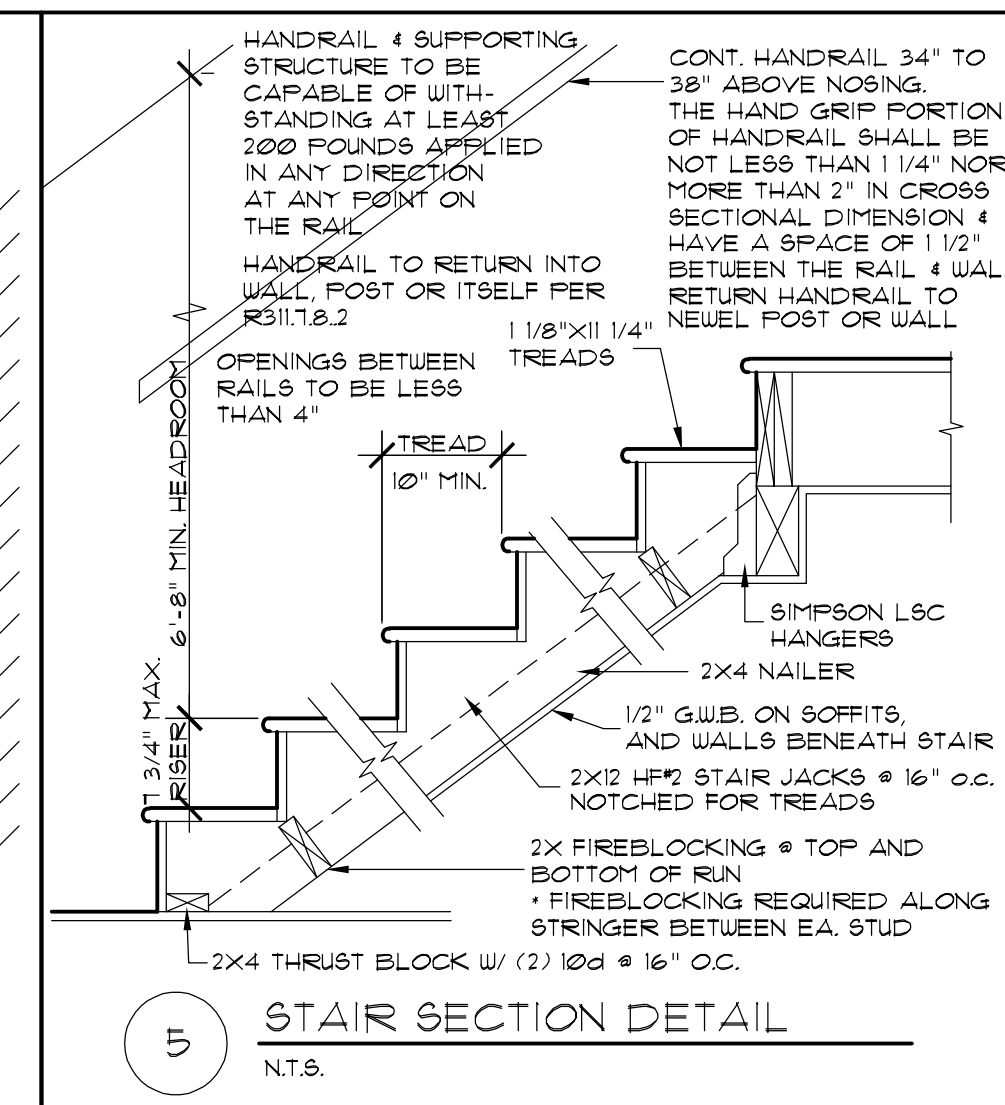 HANDRAIL & SUPPORTING
STRUCTURE TO BE
CAPABLE OF WITH-
STANDING AT LEAST
200 POUNDS APPLIED
IN ANY DIRECTION
AT ANY POINT ON
THE RAIL
HANDRAIL TO RETURN INTO
WALL, POST OR ITSELF PER
R311.7.8.2
OPENINGS BETWEEN
RAILS TO BE LESS
THAN 4"
CONT. HANDRAIL 34" TO
38" ABOVE NOSING.
THE HAND GRIP PORTION
OF HANDRAIL SHALL BE
NOT LESS THAN 1 1/4" NOR
MORE THAN 2" IN CROSS
SECTIONAL DIMENSION &
HAVE A SPACE OF 1 1/2"
BETWEEN THE RAIL & WAL
RETURN HANDRAIL TO
NEWEL POST OR WALL
1 1/8"X11 1/4"
TREADS
TREAD
10" MIN.
6'-8" MIN. HEADROOM
7 3/4" MAX.
RISER
SIMPSON LSC
HANGERS
2X4 NAILER
1/2" G.W.B. ON SOFFITS,
AND WALLS BENEATH STAIR
2X12 HF#2 STAIR JACKS @ 16" o.c.
NOTCHED FOR TREADS
2X FIREBLOCKING @ TOP AND
BOTTOM OF RUN
* FIREBLOCKING REQUIRED ALONG
STRINGER BETWEEN EA. STUD
2X4 THRUST BLOCK W/ (2) 10d @ 16" O.C.
5
STAIR SECTION DETAIL
N.T.S.